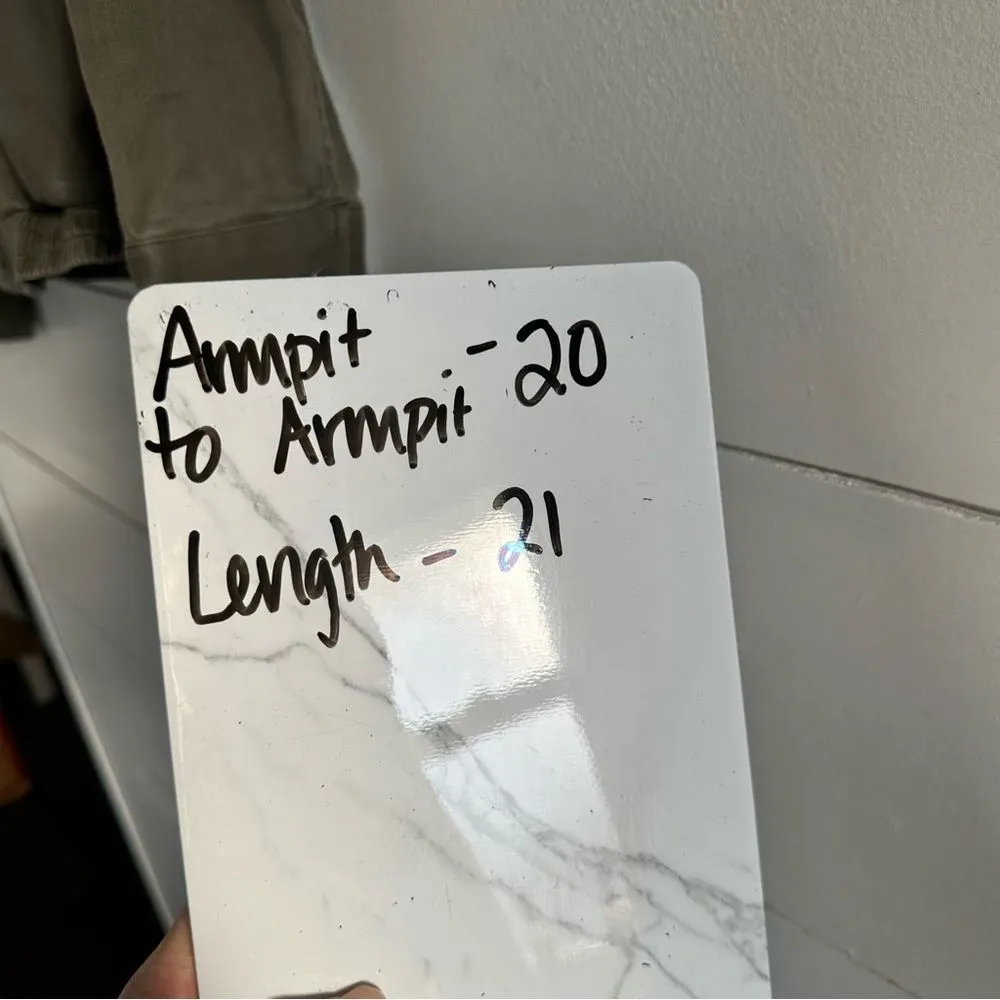 Armpit - 20
to Armpit
Length - 21